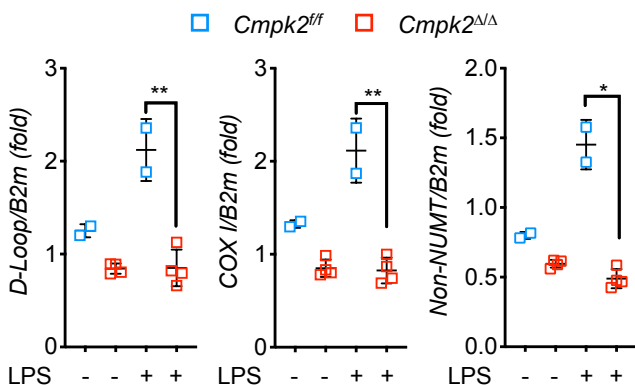 Cmpk2f/f Cmpk2Δ/Δ
D-Loop/B2m (fold)
3
2
1
0
**
LPS - - + +
COX I/B2m (fold)
3
2
1
0
**
LPS - - + +
Non-NUMT/B2m (fold)
2.0
1.5
1.0
0.5
0.0
*
LPS - - + +